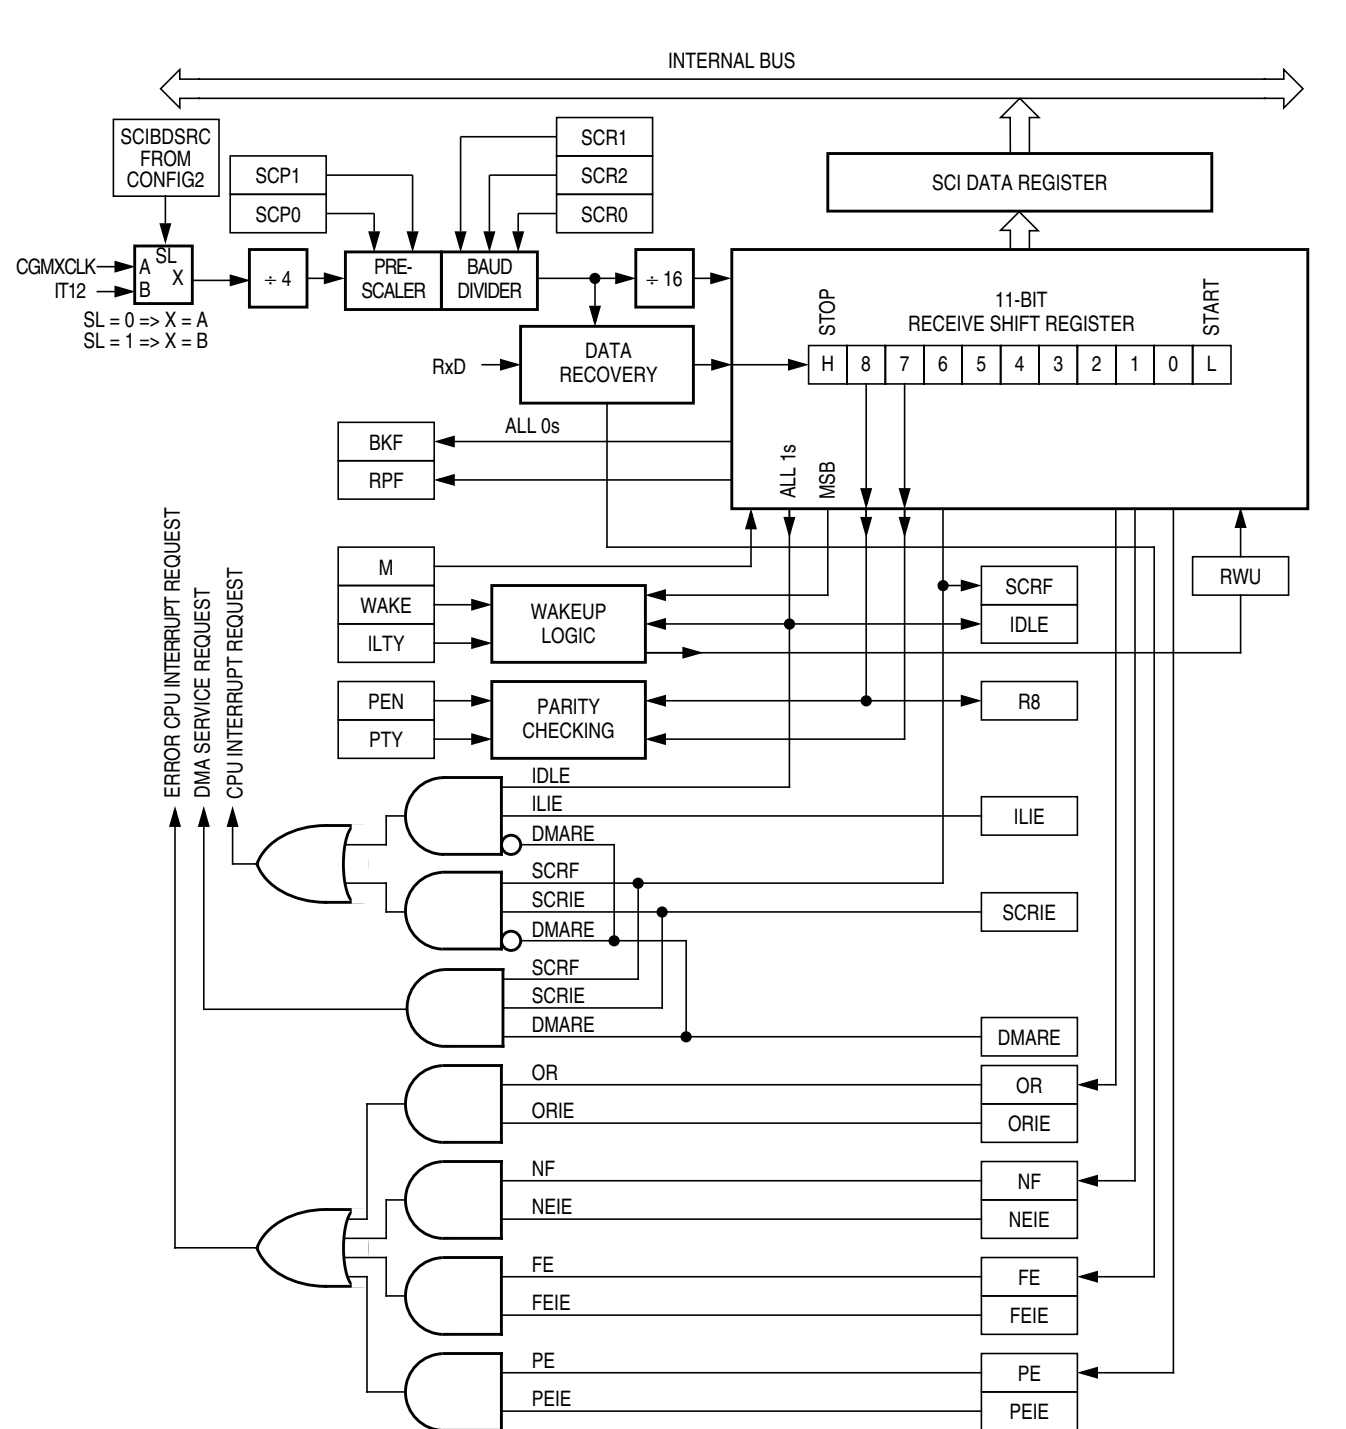 INTERNAL BUS
SCIBDSRC
FROM
CONFIG2
SCP1
SCP0
SCR1
SCR2
SCR0
SCI DATA REGISTER
CGMXCLK
IT12
A
B
SL
X
SL = 0 => X = A
SL = 1 => X = B
÷ 4
PRE-
SCALER
BAUD
DIVIDER
÷ 16
RxD
DATA
RECOVERY
STOP
11-BIT
RECEIVE SHIFT REGISTER
START
H 8 7 6 5 4 3 2 1 0 L
ALL 0s
BKF
RPF
ALL 1s
MSB
M
WAKE
ILTY
WAKEUP
LOGIC
SCRF
IDLE
RWU
PEN
PTY
PARITY
CHECKING
R8
ERROR CPU INTERRUPT REQUEST
DMA SERVICE REQUEST
CPU INTERRUPT REQUEST
IDLE
ILIE
DMARE
ILIE
SCRF
SCRIE
DMARE
SCRIE
SCRF
SCRIE
DMARE
DMARE
OR
ORIE
OR
ORIE
NF
NEIE
NF
NEIE
FE
FEIE
FE
FEIE
PE
PEIE
PE
PEIE